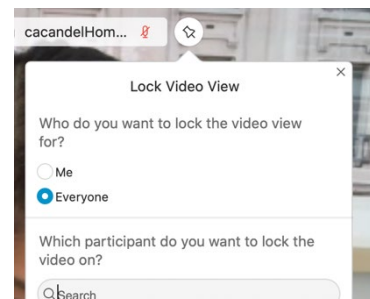 cacandelHom...
Lock Video View
Who do you want to lock the video view
for?
Me
Everyone
Which participant do you want to lock the
video on?
Search